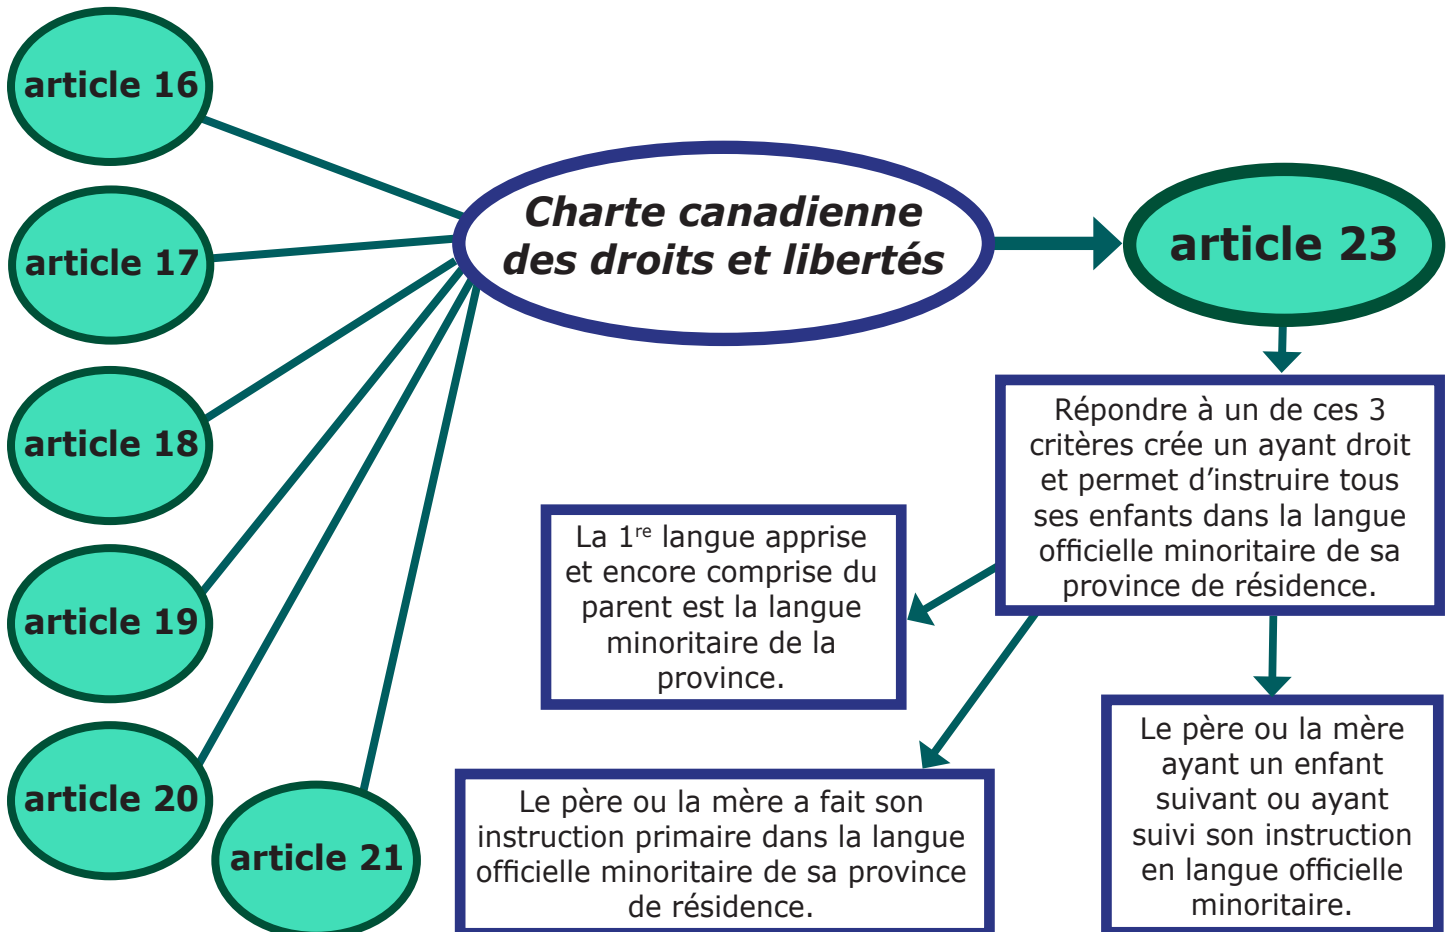 article 16
article 17
article 18
article 19
article 20
article 21
Charte canadienne
des droits et libertés
article 23
Répondre à un de ces 3
critères crée un ayant droit
et permet d’instruire tous
ses enfants dans la langue
officielle minoritaire de sa
province de résidence.
La 1re langue apprise
et encore comprise du
parent est la langue
minoritaire de la
province.
Le père ou la mère a fait son
instruction primaire dans la langue
officielle minoritaire de sa province
de résidence.
Le père ou la mère
ayant un enfant
suivant ou ayant
suivi son instruction
en langue officielle
minoritaire.